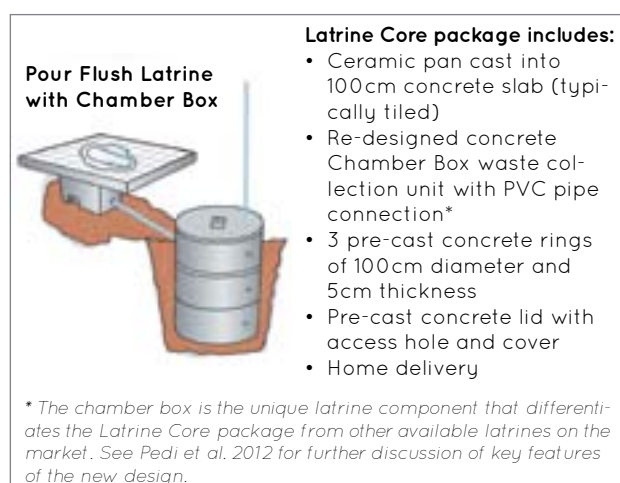 Pour Flush Latrine
with Chamber Box
Latrine Core package includes:
• Ceramic pan cast into
100cm concrete slab (typi-
cally tiled)
• Re-designed concrete
Chamber Box waste col-
lection unit with PVC pipe
connection*
• 3 pre-cast concrete rings
of 100cm diameter and
5cm thickness
• Pre-cast concrete lid with
access hole and cover
• Home delivery
* The chamber box is the unique latrine component that differenti-
ates the Latrine Core package from other available latrines on the
market. See Pedi et al. 2012 for further discussion of key features
of the new design.